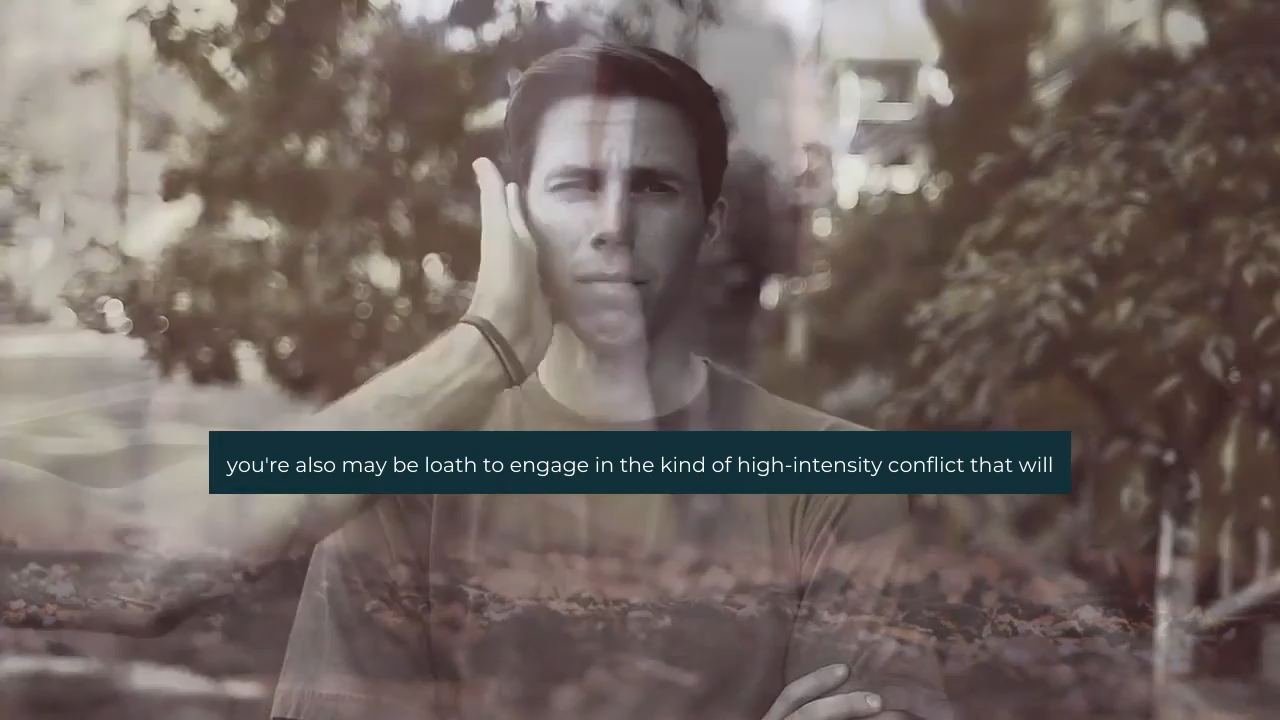 you're also may be loath to engage in the kind of high-intensity conflict that will